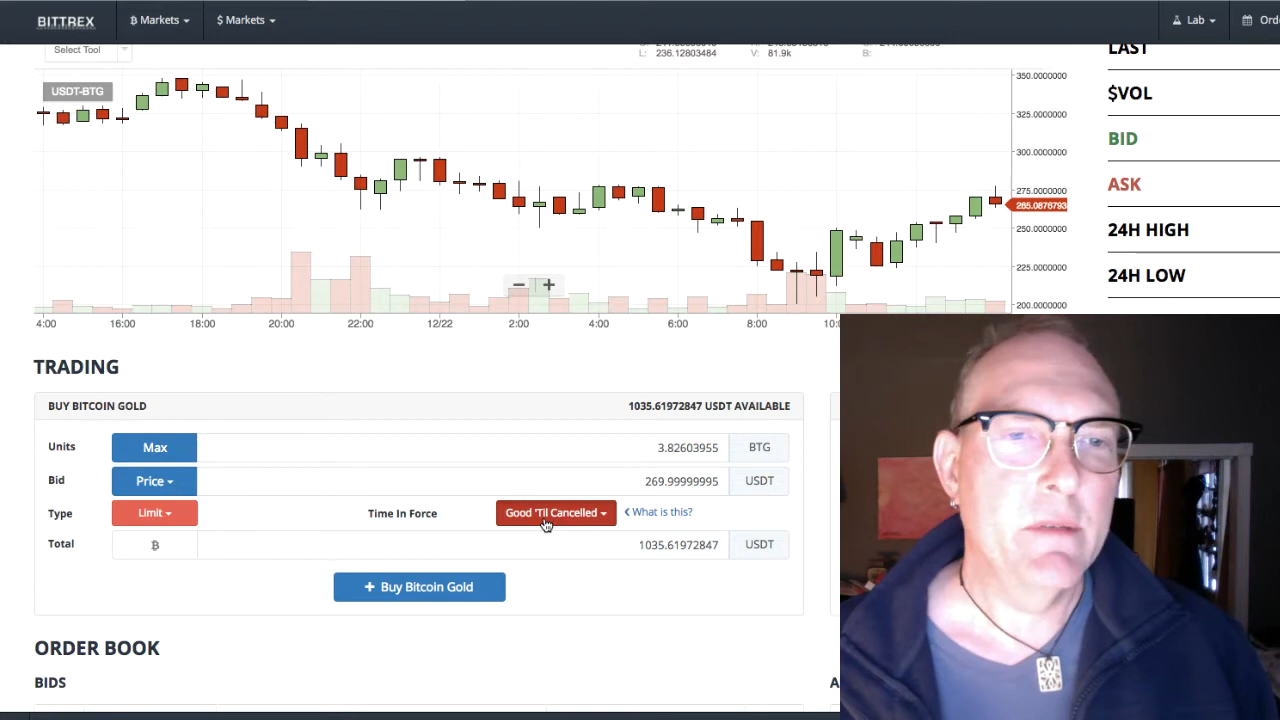 BITTREX
₿ Markets
$ Markets
Lab
Orde
Select Tool
L: 236.12803484
V: 81.9k
B:
USDT-BTG
350.0000000
325.0000000
300.0000000
275.0000000
265.0876793
250.0000000
225.0000000
200.0000000
4:00 16:00 18:00 20:00 22:00 12/22 2:00 4:00 6:00 8:00 10:0
LAST
$VOL
BID
ASK
24H HIGH
24H LOW
TRADING
BUY BITCOIN GOLD 1035.61972847 USDT AVAILABLE
Units Max 3.82603955 BTG
Bid Price 269.99999995 USDT
Type Limit Time In Force Good 'Til Cancelled What is this?
Total ₿ 1035.61972847 USDT
+ Buy Bitcoin Gold
ORDER BOOK
BIDS
A